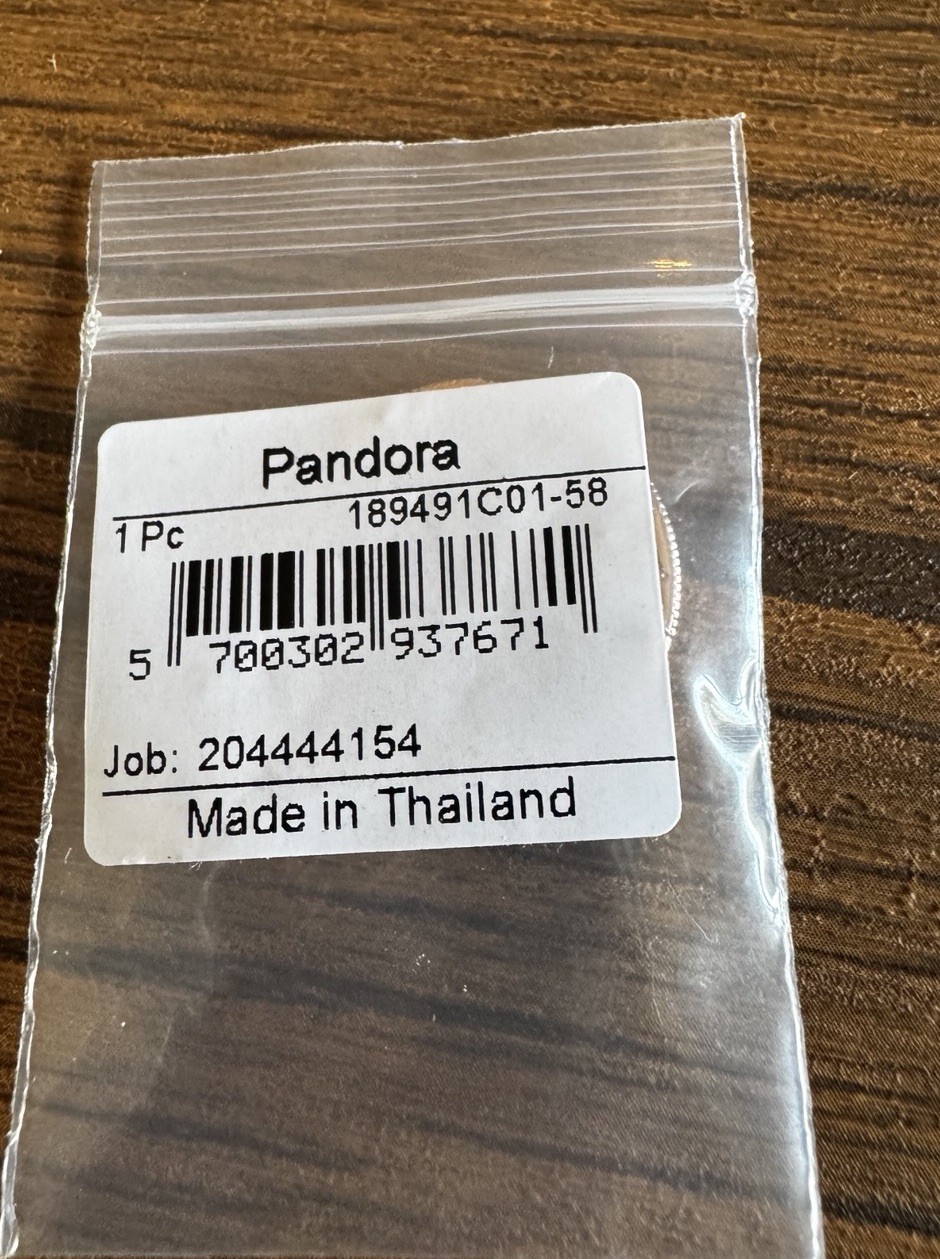 Pandora
1 Pc 189491C01-58
5 700302 937671
Job: 204444154
Made in Thailand